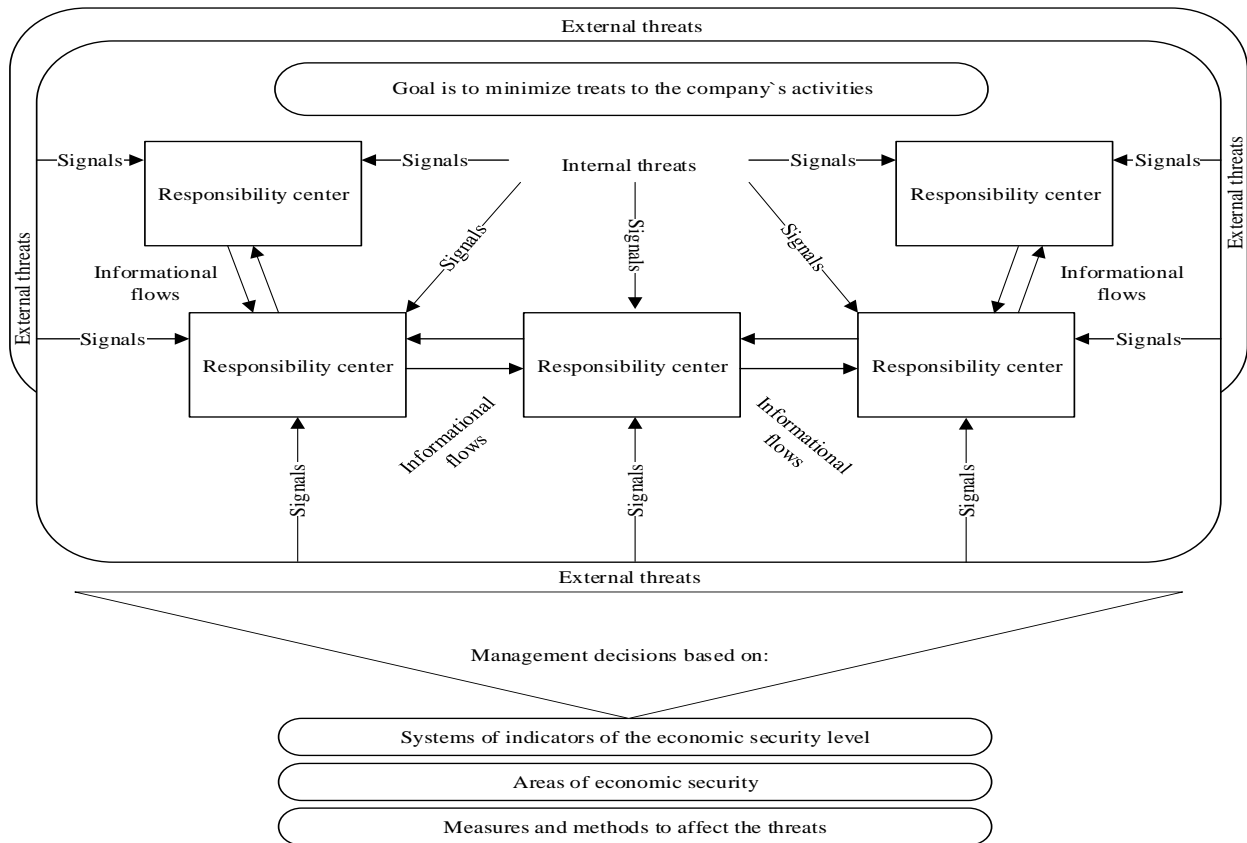 External threats
Goal is to minimize treats to the company`s activities
Signals
Signals
Internal threats
Signals
Signals
Responsibility center
Responsibility center
External threats
External threats
Signals
Signals
Signals
Informational
flows
Informational
flows
Signals
Signals
Responsibility center
Responsibility center
Responsibility center
Informational
flows
Informational
flows
Signals
Signals
Signals
External threats
Management decisions based on:
Systems of indicators of the economic security level
Areas of economic security
Measures and methods to affect the threats